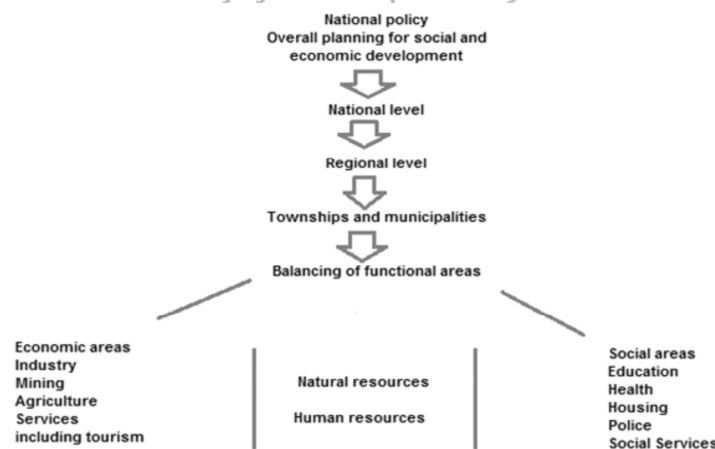 National policy
Overall planning for social and
economic development
National level
Regional level
Townships and municipalities
Balancing of functional areas
Economic areas
Industry
Mining
Agriculture
Services
including tourism
Natural resources
Human resources
Social areas
Education
Health
Housing
Police
Social Services